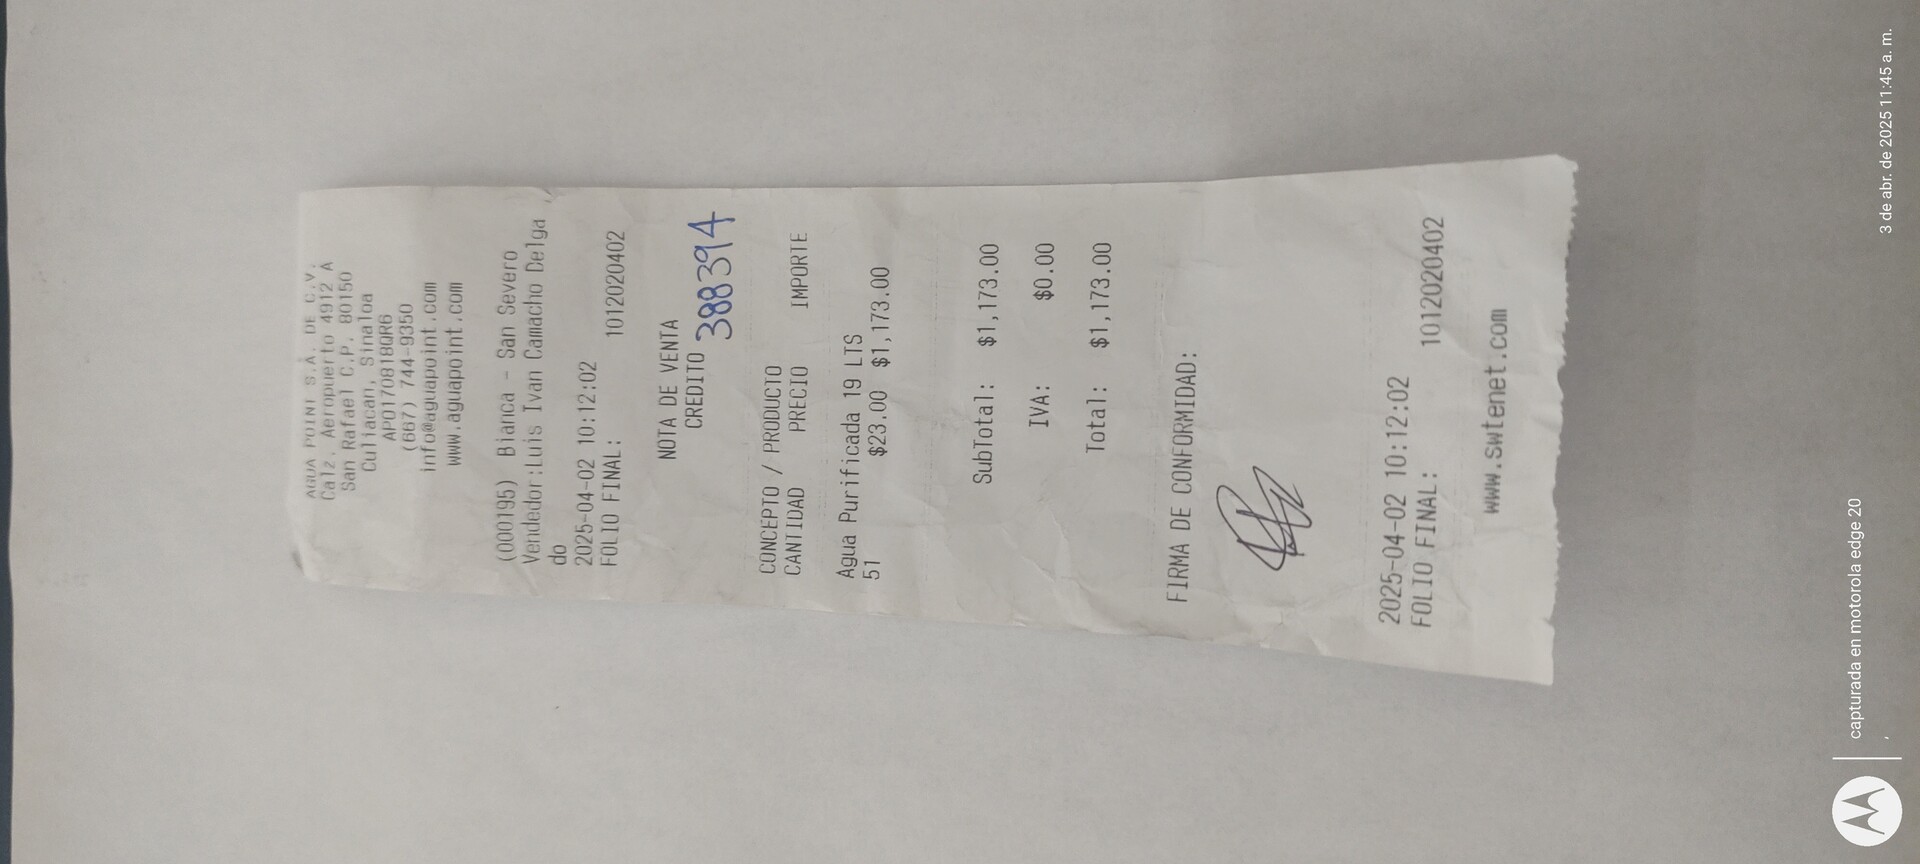 AGUA POINT S.A. DE C.V.
Calz. Aeropuerto 4912 A
San Rafael C.P. 80150
Culiacan, Sinaloa
APO170818QR6
(667) 744-9350
info@aguapoint.com
www.aguapoint.com
(000195) Bianca - San Severo
Vendedor:Luis Ivan Camacho Delga
do
2025-04-02 10:12:02
FOLIO FINAL: 1012020402
NOTA DE VENTA
CREDITO 388394
CONCEPTO / PRODUCTO
CANTIDAD PRECIO IMPORTE
Agua Purificada 19 LTS
51 $23.00 $1,173.00
SubTotal: $1,173.00
IVA: $0.00
Total: $1,173.00
FIRMA DE CONFORMIDAD:
2025-04-02 10:12:02
FOLIO FINAL: 1012020402
www.swtenet.com
capturada en motorola edge 20
,
3 de abr. de 2025 11:45 a. m.